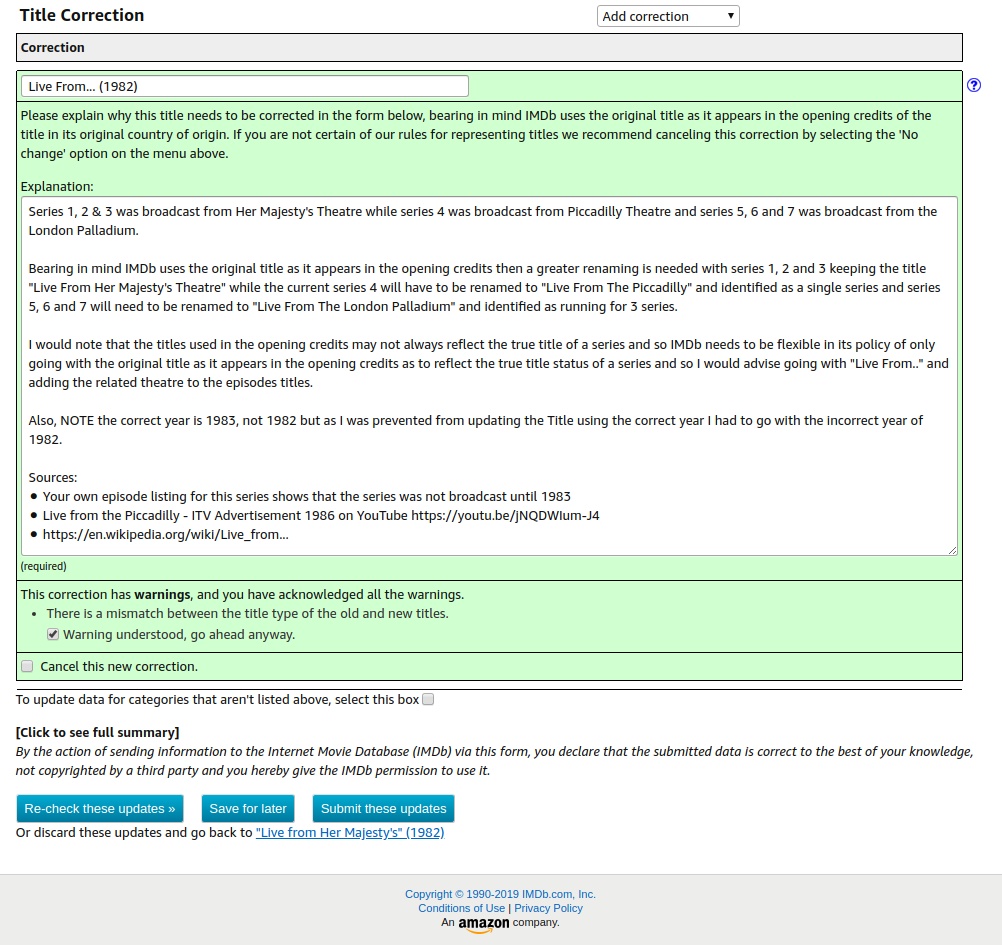 Title Correction
Add correction
Correction
Live From... (1982)
Please explain why this title needs to be corrected in the form below, bearing in mind IMDb uses the original title as it appears in the opening credits of the
title in its original country of origin. If you are not certain of our rules for representing titles we recommend canceling this correction by selecting the 'No
change' option on the menu above.
Explanation:
Series 1, 2 & 3 was broadcast from Her Majesty's Theatre while series 4 was broadcast from Piccadilly Theatre and series 5, 6 and 7 was broadcast from the
London Palladium.
Bearing in mind IMDb uses the original title as it appears in the opening credits then a greater renaming is needed with series 1, 2 and 3 keeping the title
"Live From Her Majesty's Theatre" while the current series 4 will have to be renamed to "Live From The Piccadilly" and identified as a single series and series
5, 6 and 7 will need to be renamed to "Live From The London Palladium" and identified as running for 3 series.
I would note that the titles used in the opening credits may not always reflect the true title of a series and so IMDb needs to be flexible in its policy of only
going with the original title as it appears in the opening credits as to reflect the true title status of a series and so I would advise going with "Live From.." and
adding the related theatre to the episodes titles.
Also, NOTE the correct year is 1983, not 1982 but as I was prevented from updating the Title using the correct year I had to go with the incorrect year of
1982.
Sources:
● Your own episode listing for this series shows that the series was not broadcast until 1983
● Live from the Piccadilly - ITV Advertisement 1986 on YouTube https://youtu.be/jNQDWIum-J4
● https://en.wikipedia.org/wiki/Live_from...
(required)
This correction has warnings, and you have acknowledged all the warnings.
• There is a mismatch between the title type of the old and new titles.
Warning understood, go ahead anyway.
Cancel this new correction.
To update data for categories that aren't listed above, select this box
[Click to see full summary]
By the action of sending information to the Internet Movie Database (IMDb) via this form, you declare that the submitted data is correct to the best of your knowledge,
not copyrighted by a third party and you hereby give the IMDb permission to use it.
Re-check these updates » Save for later Submit these updates
Or discard these updates and go back to "Live from Her Majesty's" (1982)
Copyright © 1990-2019 IMDb.com, Inc.
Conditions of Use | Privacy Policy
An amazon company.